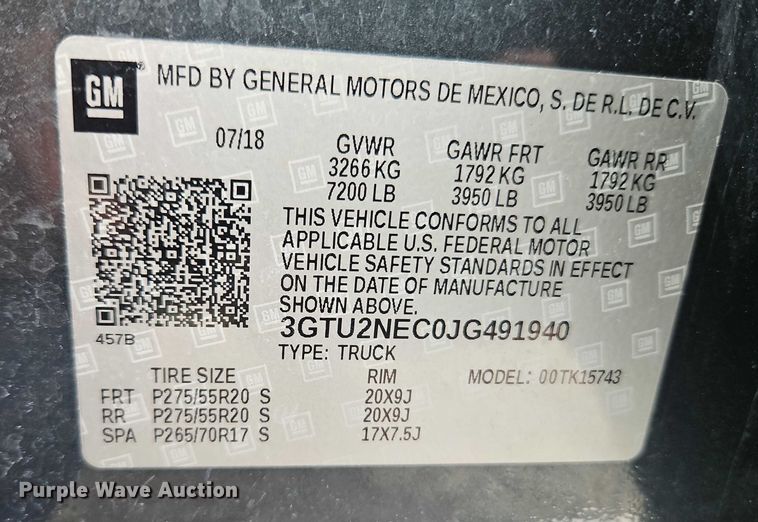 GM
MFD BY GENERAL MOTORS DE MEXICO, S. DE R.L. DE C.V.
07/18 GVWR GAWR FRT GAWR RR
3266 KG 1792 KG 1792 KG
7200 LB 3950 LB 3950 LB
THIS VEHICLE CONFORMS TO ALL
APPLICABLE U.S. FEDERAL MOTOR
VEHICLE SAFETY STANDARDS IN EFFECT
ON THE DATE OF MANUFACTURE
SHOWN ABOVE.
457B
3GTU2NEC0JG491940
TYPE: TRUCK
TIRE SIZE RIM MODEL: 00TK15743
FRT P275/55R20 S 20X9J
RR P275/55R20 S 20X9J
SPA P265/70R17 S 17X7.5J
Purple Wave Auction